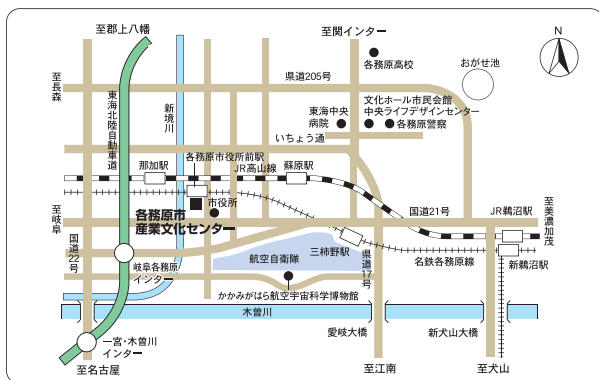 至郡上八幡
至関インター
N
各務原高校
おがせ池
至長森
県道205号
東海北陸自動車道
新境川
東海中央
病院
文化ホール市民会館
中央ライフデザインセンター
各務原警察
いちょう通
各務原市役所前駅
那加駅
JR高山線
蘇原駅
市役所
各務原市
産業文化センター
至岐阜
国道21号
JR鵜沼駅
至美濃加茂
国道22号
三柿野駅
県道17号
名鉄各務原線
新鵜沼駅
航空自衛隊
岐阜各務原
インター
かかみがはら航空宇宙科学博物館
木曽川
愛岐大橋
新犬山大橋
一宮・木曽川
インター
至名古屋
至江南
至犬山